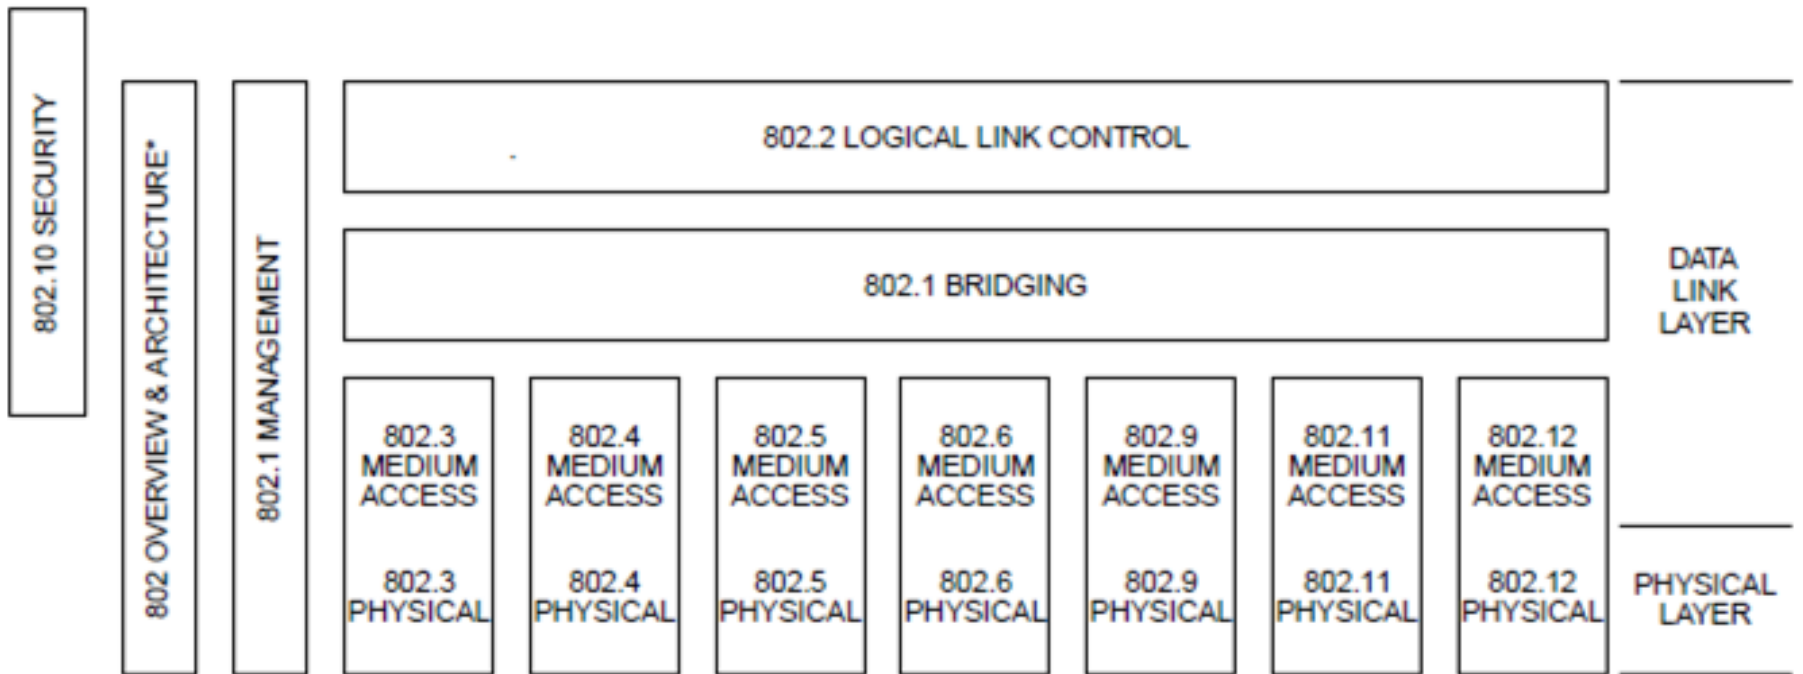 802.10 SECURITY
802 OVERVIEW & ARCHITECTURE*
802.1 MANAGEMENT
802.2 LOGICAL LINK CONTROL
802.1 BRIDGING
DATA
LINK
LAYER
802.3
MEDIUM
ACCESS
802.3
PHYSICAL
802.4
MEDIUM
ACCESS
802.4
PHYSICAL
802.5
MEDIUM
ACCESS
802.5
PHYSICAL
802.6
MEDIUM
ACCESS
802.6
PHYSICAL
802.9
MEDIUM
ACCESS
802.9
PHYSICAL
802.11
MEDIUM
ACCESS
802.11
PHYSICAL
802.12
MEDIUM
ACCESS
802.12
PHYSICAL
PHYSICAL
LAYER